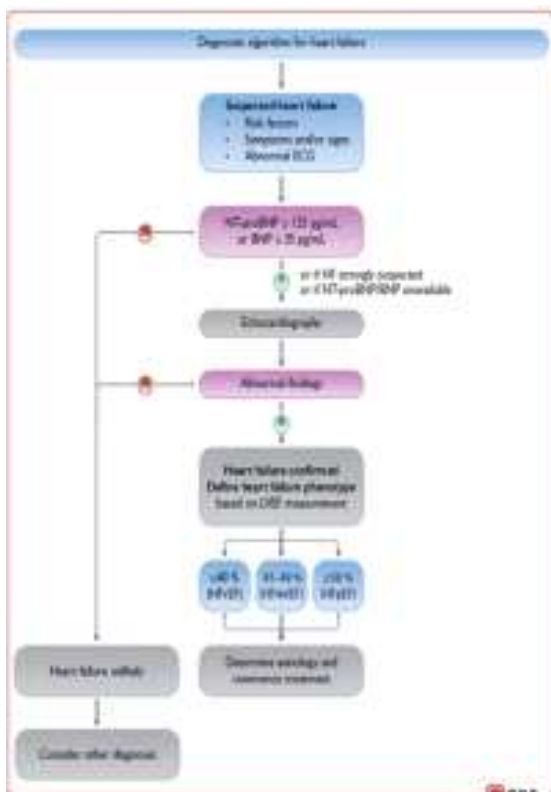 Diagnostic algorithm for heart failure
Suspected heart failure
• Risk factors
• Symptoms and/or signs
• Abnormal ECG
NT-proBNP ≥ 125 pg/mL
or BNP ≥ 35 pg/mL
N
Y
or if HF strongly suspected
or if NT-proBNP/BNP unavailable
Echocardiography
Abnormal findings
N
Y
Heart failure confirmed
Define heart failure phenotype
based on LVEF measurement
≤40 %
(HFrEF)
41–49 %
(HFmrEF)
≥50 %
(HFpEF)
Determine aetiology and
commence treatment
Heart failure unlikely
Consider other diagnosis